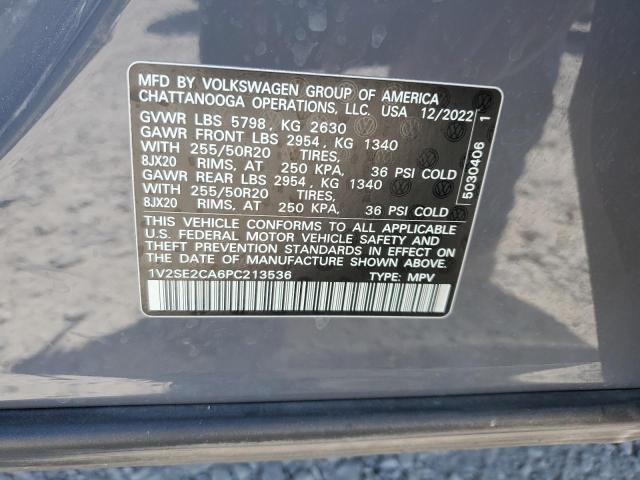 MFD BY VOLKSWAGEN GROUP OF AMERICA
CHATTANOOGA OPERATIONS, LLC. USA 12/2022
GVWR LBS 5798, KG 2630
GAWR FRONT LBS 2954, KG 1340
WITH 255/50R20 TIRES,
8JX20 RIMS, AT 250 KPA, 36 PSI COLD
GAWR REAR LBS 2954, KG 1340
WITH 255/50R20 TIRES,
8JX20 RIMS, AT 250 KPA, 36 PSI COLD
THIS VEHICLE CONFORMS TO ALL APPLICABLE
U.S. FEDERAL MOTOR VEHICLE SAFETY AND
THEFT PREVENTION STANDARDS IN EFFECT ON
THE DATE OF MANUFACTURE SHOWN ABOVE.
1V2SE2CA6PC213536 TYPE: MPV
5030406 1